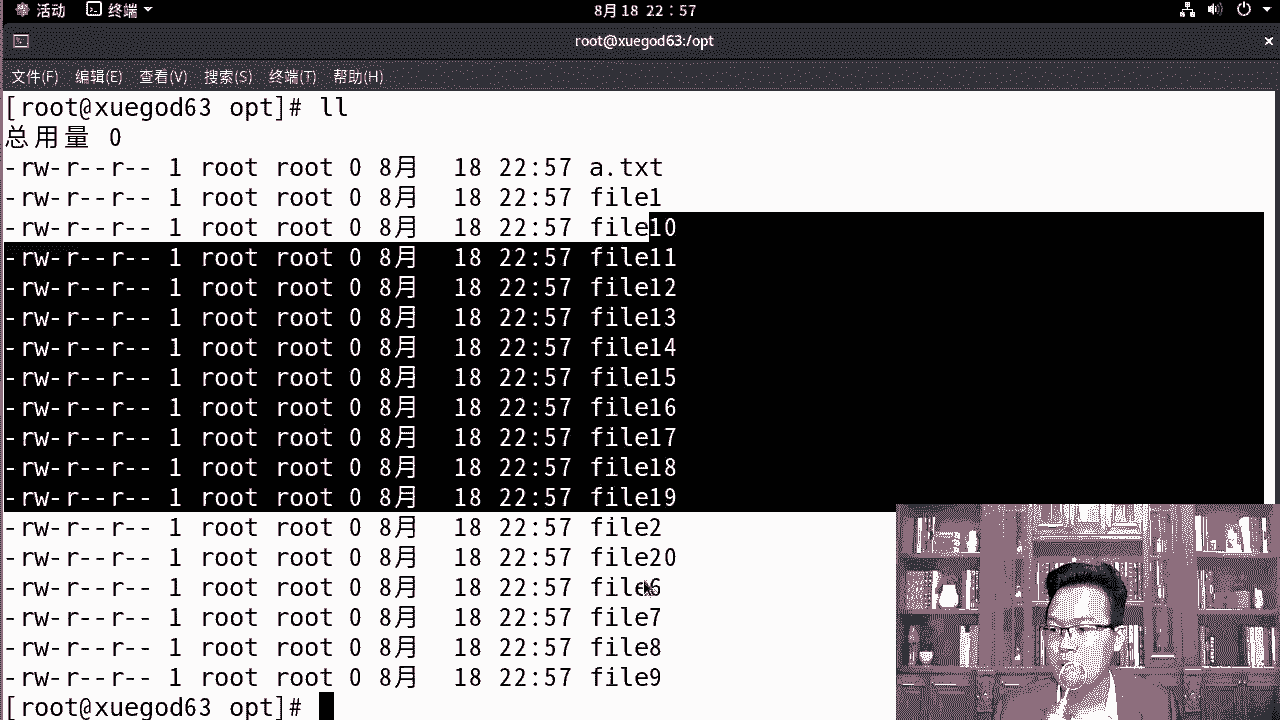 活动 终端 8月 18 22：57
root@xuegod63:/opt
文件(F) 编辑(E) 查看(V) 搜索(S) 终端(T) 帮助(H)
[root@xuegod63 opt]# ll
总用量 0
-rw-r--r-- 1 root root 0 8月  18 22:57 a.txt
-rw-r--r-- 1 root root 0 8月  18 22:57 file1
-rw-r--r-- 1 root root 0 8月  18 22:57 file10
-rw-r--r-- 1 root root 0 8月  18 22:57 file11
-rw-r--r-- 1 root root 0 8月  18 22:57 file12
-rw-r--r-- 1 root root 0 8月  18 22:57 file13
-rw-r--r-- 1 root root 0 8月  18 22:57 file14
-rw-r--r-- 1 root root 0 8月  18 22:57 file15
-rw-r--r-- 1 root root 0 8月  18 22:57 file16
-rw-r--r-- 1 root root 0 8月  18 22:57 file17
-rw-r--r-- 1 root root 0 8月  18 22:57 file18
-rw-r--r-- 1 root root 0 8月  18 22:57 file19
-rw-r--r-- 1 root root 0 8月  18 22:57 file2
-rw-r--r-- 1 root root 0 8月  18 22:57 file20
-rw-r--r-- 1 root root 0 8月  18 22:57 file6
-rw-r--r-- 1 root root 0 8月  18 22:57 file7
-rw-r--r-- 1 root root 0 8月  18 22:57 file8
-rw-r--r-- 1 root root 0 8月  18 22:57 file9
[root@xuegod63 opt]#